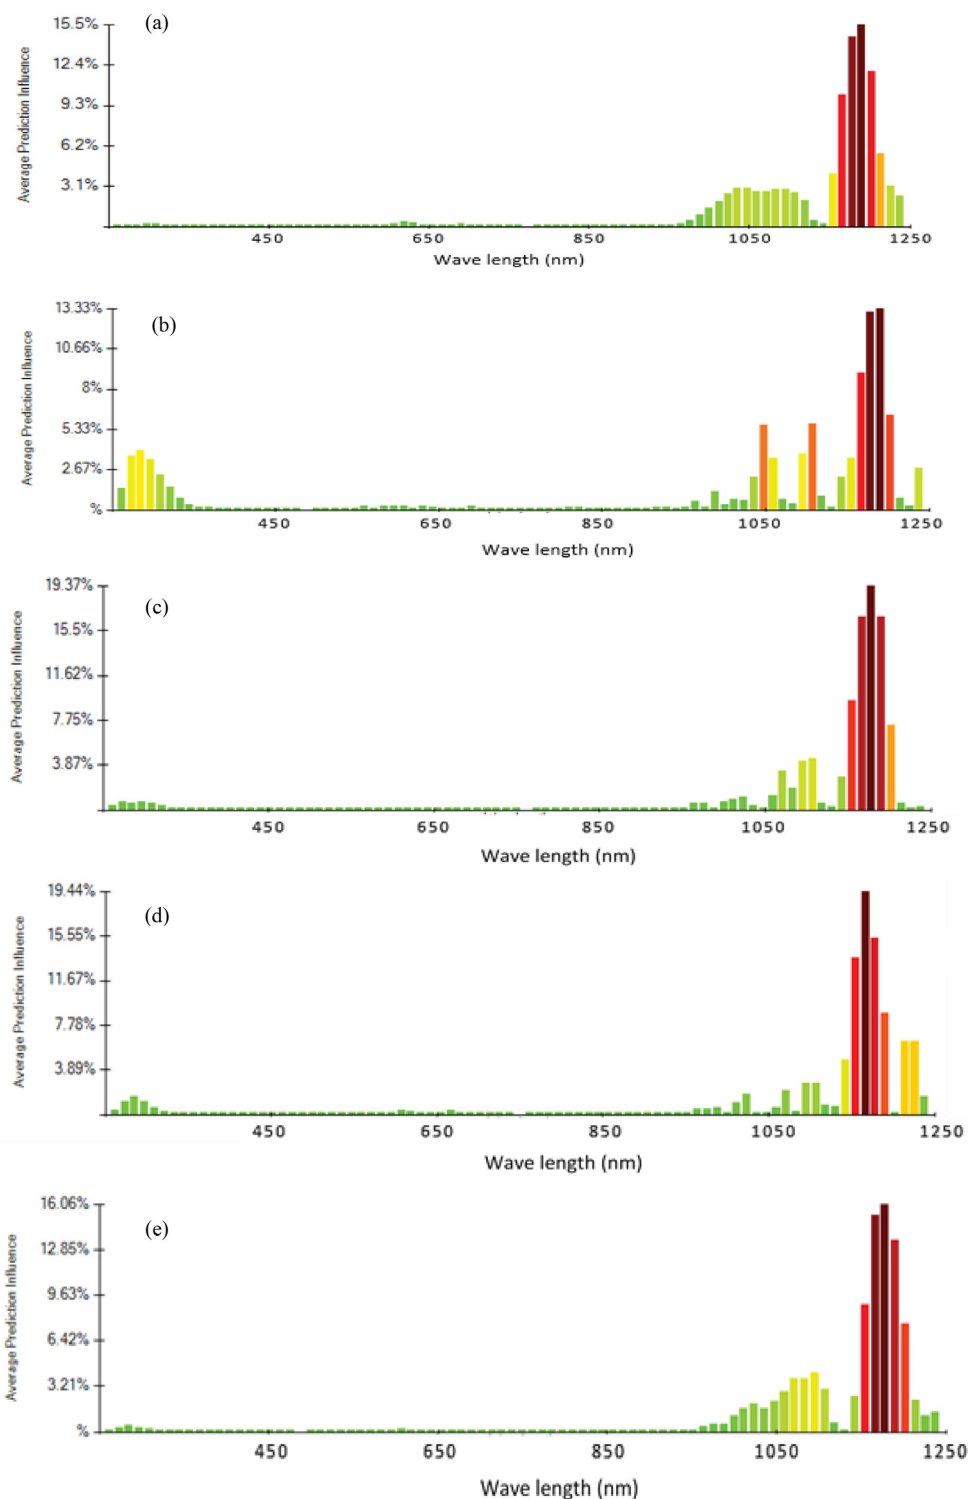 (a)
15.5%
12.4%
9.3%
6.2%
3.1%
Average Prediction Influence
450 650 850 1050 1250
Wave length (nm)
(b)
13.33%
10.66%
8%
5.33%
2.67%
%
Average Prediction Influence
450 650 850 1050 1250
Wave length (nm)
(c)
19.37%
15.5%
11.62%
7.75%
3.87%
Average Prediction Influence
450 650 850 1050 1250
Wave length (nm)
(d)
19.44%
15.55%
11.67%
7.78%
3.89%
Average Prediction Influence
450 650 850 1050 1250
Wave length (nm)
(e)
16.06%
12.85%
9.63%
6.42%
3.21%
%
Average Prediction Influence
450 650 850 1050 1250
Wave length (nm)